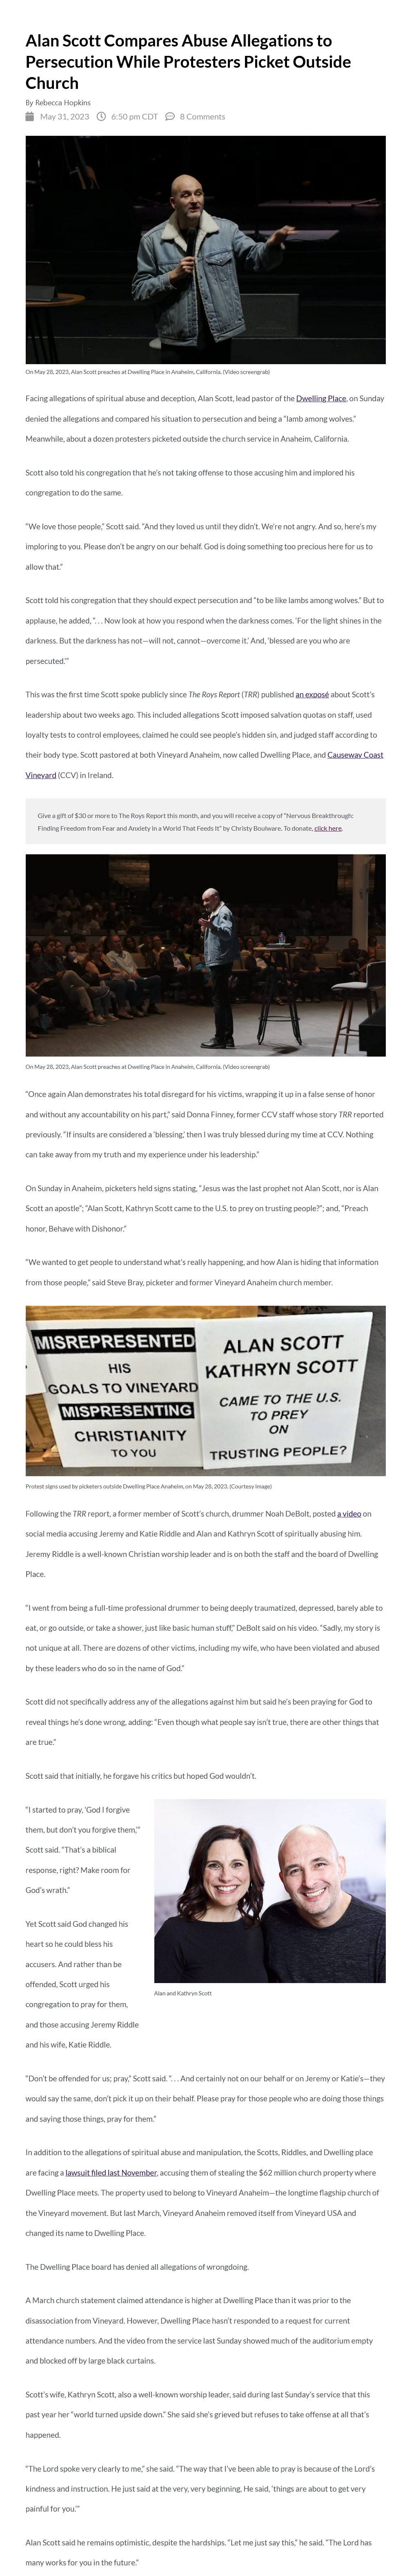 Alan Scott Compares Abuse Allegations to
Persecution While Protesters Picket Outside
Church
By Rebecca Hopkins
May 31, 2023 6:50 pm CDT 8 Comments
On May 28, 2023, Alan Scott preaches at Dwelling Place in Anaheim, California. (Video screengrab)
Facing allegations of spiritual abuse and deception, Alan Scott, lead pastor of the Dwelling Place, on Sunday
denied the allegations and compared his situation to persecution and being a “lamb among wolves.”
Meanwhile, about a dozen protesters picketed outside the church service in Anaheim, California.
Scott also told his congregation that he’s not taking offense to those accusing him and implored his
congregation to do the same.
“We love those people,” Scott said. “And they loved us until they didn’t. We’re not angry. And so, here’s my
imploring to you. Please don’t be angry on our behalf. God is doing something too precious here for us to
allow that.”
Scott told his congregation that they should expect persecution and “to be like lambs among wolves.” But to
applause, he added, “. . . Now look at how you respond when the darkness comes. ‘For the light shines in the
darkness. But the darkness has not—will not, cannot—overcome it.’ And, ‘blessed are you who are
persecuted.’”
This was the first time Scott spoke publicly since The Roys Report (TRR) published an exposé about Scott’s
leadership about two weeks ago. This included allegations Scott imposed salvation quotas on staff, used
loyalty tests to control employees, claimed he could see people’s hidden sin, and judged staff according to
their body type. Scott pastored at both Vineyard Anaheim, now called Dwelling Place, and Causeway Coast
Vineyard (CCV) in Ireland.
Give a gift of $30 or more to The Roys Report this month, and you will receive a copy of “Nervous Breakthrough:
Finding Freedom from Fear and Anxiety in a World That Feeds It” by Christy Boulware. To donate, click here.
On May 28, 2023, Alan Scott preaches at Dwelling Place in Anaheim, California. (Video screengrab)
“Once again Alan demonstrates his total disregard for his victims, wrapping it up in a false sense of honor
and without any accountability on his part,” said Donna Finney, former CCV staff whose story TRR reported
previously. “If insults are considered a ‘blessing,’ then I was truly blessed during my time at CCV. Nothing
can take away from my truth and my experience under his leadership.”
On Sunday in Anaheim, picketers held signs stating, “Jesus was the last prophet not Alan Scott, nor is Alan
Scott an apostle”; “Alan Scott, Kathryn Scott came to the U.S. to prey on trusting people?”; and, “Preach
honor, Behave with Dishonor.”
“We wanted to get people to understand what’s really happening, and how Alan is hiding that information
from those people,” said Steve Bray, picketer and former Vineyard Anaheim church member.
MISREPRESENTED
HIS
GOALS TO VINEYARD
MISPRESENTING
CHRISTIANITY
TO YOU
ALAN SCOTT
KATHRYN SCOTT
CAME TO THE U.S.
TO PREY
ON
TRUSTING PEOPLE?
Protest signs used by picketers outside Dwelling Place Anaheim, on May 28, 2023. (Courtesy Image)
Following the TRR report, a former member of Scott’s church, drummer Noah DeBolt, posted a video on
social media accusing Jeremy and Katie Riddle and Alan and Kathryn Scott of spiritually abusing him.
Jeremy Riddle is a well-known Christian worship leader and is on both the staff and the board of Dwelling
Place.
“I went from being a full-time professional drummer to being deeply traumatized, depressed, barely able to
eat, or go outside, or take a shower, just like basic human stuff,” DeBolt said on his video. “Sadly, my story is
not unique at all. There are dozens of other victims, including my wife, who have been violated and abused
by these leaders who do so in the name of God.”
Scott did not specifically address any of the allegations against him but said he’s been praying for God to
reveal things he’s done wrong, adding: “Even though what people say isn’t true, there are other things that
are true.”
Scott said that initially, he forgave his critics but hoped God wouldn’t.
“I started to pray, ‘God I forgive
them, but don’t you forgive them,’”
Scott said. “That’s a biblical
response, right? Make room for
God’s wrath.”
Yet Scott said God changed his
heart so he could bless his
accusers. And rather than be
offended, Scott urged his
congregation to pray for them,
and those accusing Jeremy Riddle
and his wife, Katie Riddle.
Alan and Kathryn Scott
“Don’t be offended for us; pray,” Scott said. “. . . And certainly not on our behalf or on Jeremy or Katie’s—they
would say the same, don’t pick it up on their behalf. Please pray for those people who are doing those things
and saying those things, pray for them.”
In addition to the allegations of spiritual abuse and manipulation, the Scotts, Riddles, and Dwelling place
are facing a lawsuit filed last November, accusing them of stealing the $62 million church property where
Dwelling Place meets. The property used to belong to Vineyard Anaheim—the longtime flagship church of
the Vineyard movement. But last March, Vineyard Anaheim removed itself from Vineyard USA and
changed its name to Dwelling Place.
The Dwelling Place board has denied all allegations of wrongdoing.
A March church statement claimed attendance is higher at Dwelling Place than it was prior to the
disassociation from Vineyard. However, Dwelling Place hasn’t responded to a request for current
attendance numbers. And the video from the service last Sunday showed much of the auditorium empty
and blocked off by large black curtains.
Scott’s wife, Kathryn Scott, also a well-known worship leader, said during last Sunday’s service that this
past year her “world turned upside down.” She said she’s grieved but refuses to take offense at all that’s
happened.
“The Lord spoke very clearly to me,” she said. “The way that I’ve been able to pray is because of the Lord’s
kindness and instruction. He just said at the very, very beginning, He said, ‘things are about to get very
painful for you.’”
Alan Scott said he remains optimistic, despite the hardships. “Let me just say this,” he said. “The Lord has
many works for you in the future.”